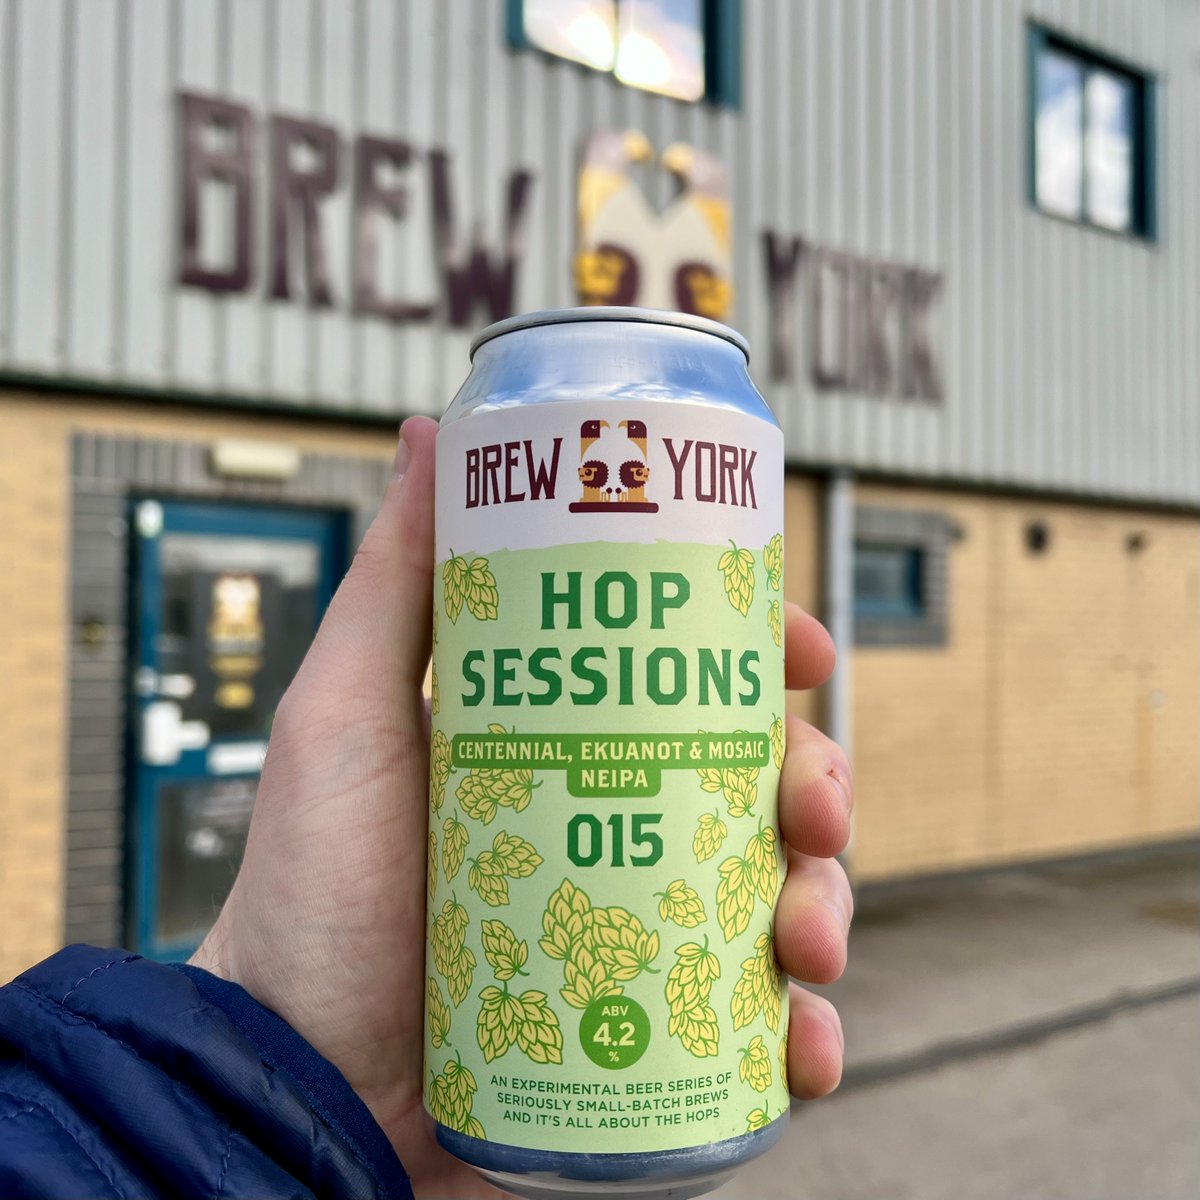 BREW YORK
BREW YORK
HOP
SESSIONS
CENTENNIAL, EKUANOT & MOSAIC
NEIPA
015
ABV
4.2
%
AN EXPERIMENTAL BEER SERIES OF
SERIOUSLY SMALL-BATCH BREWS
AND IT'S ALL ABOUT THE HOPS